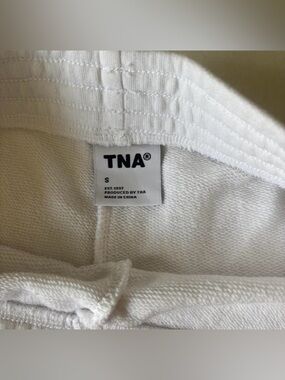 TNA®
S
EST. 1997
PRODUCED BY TNA
MADE IN CHINA